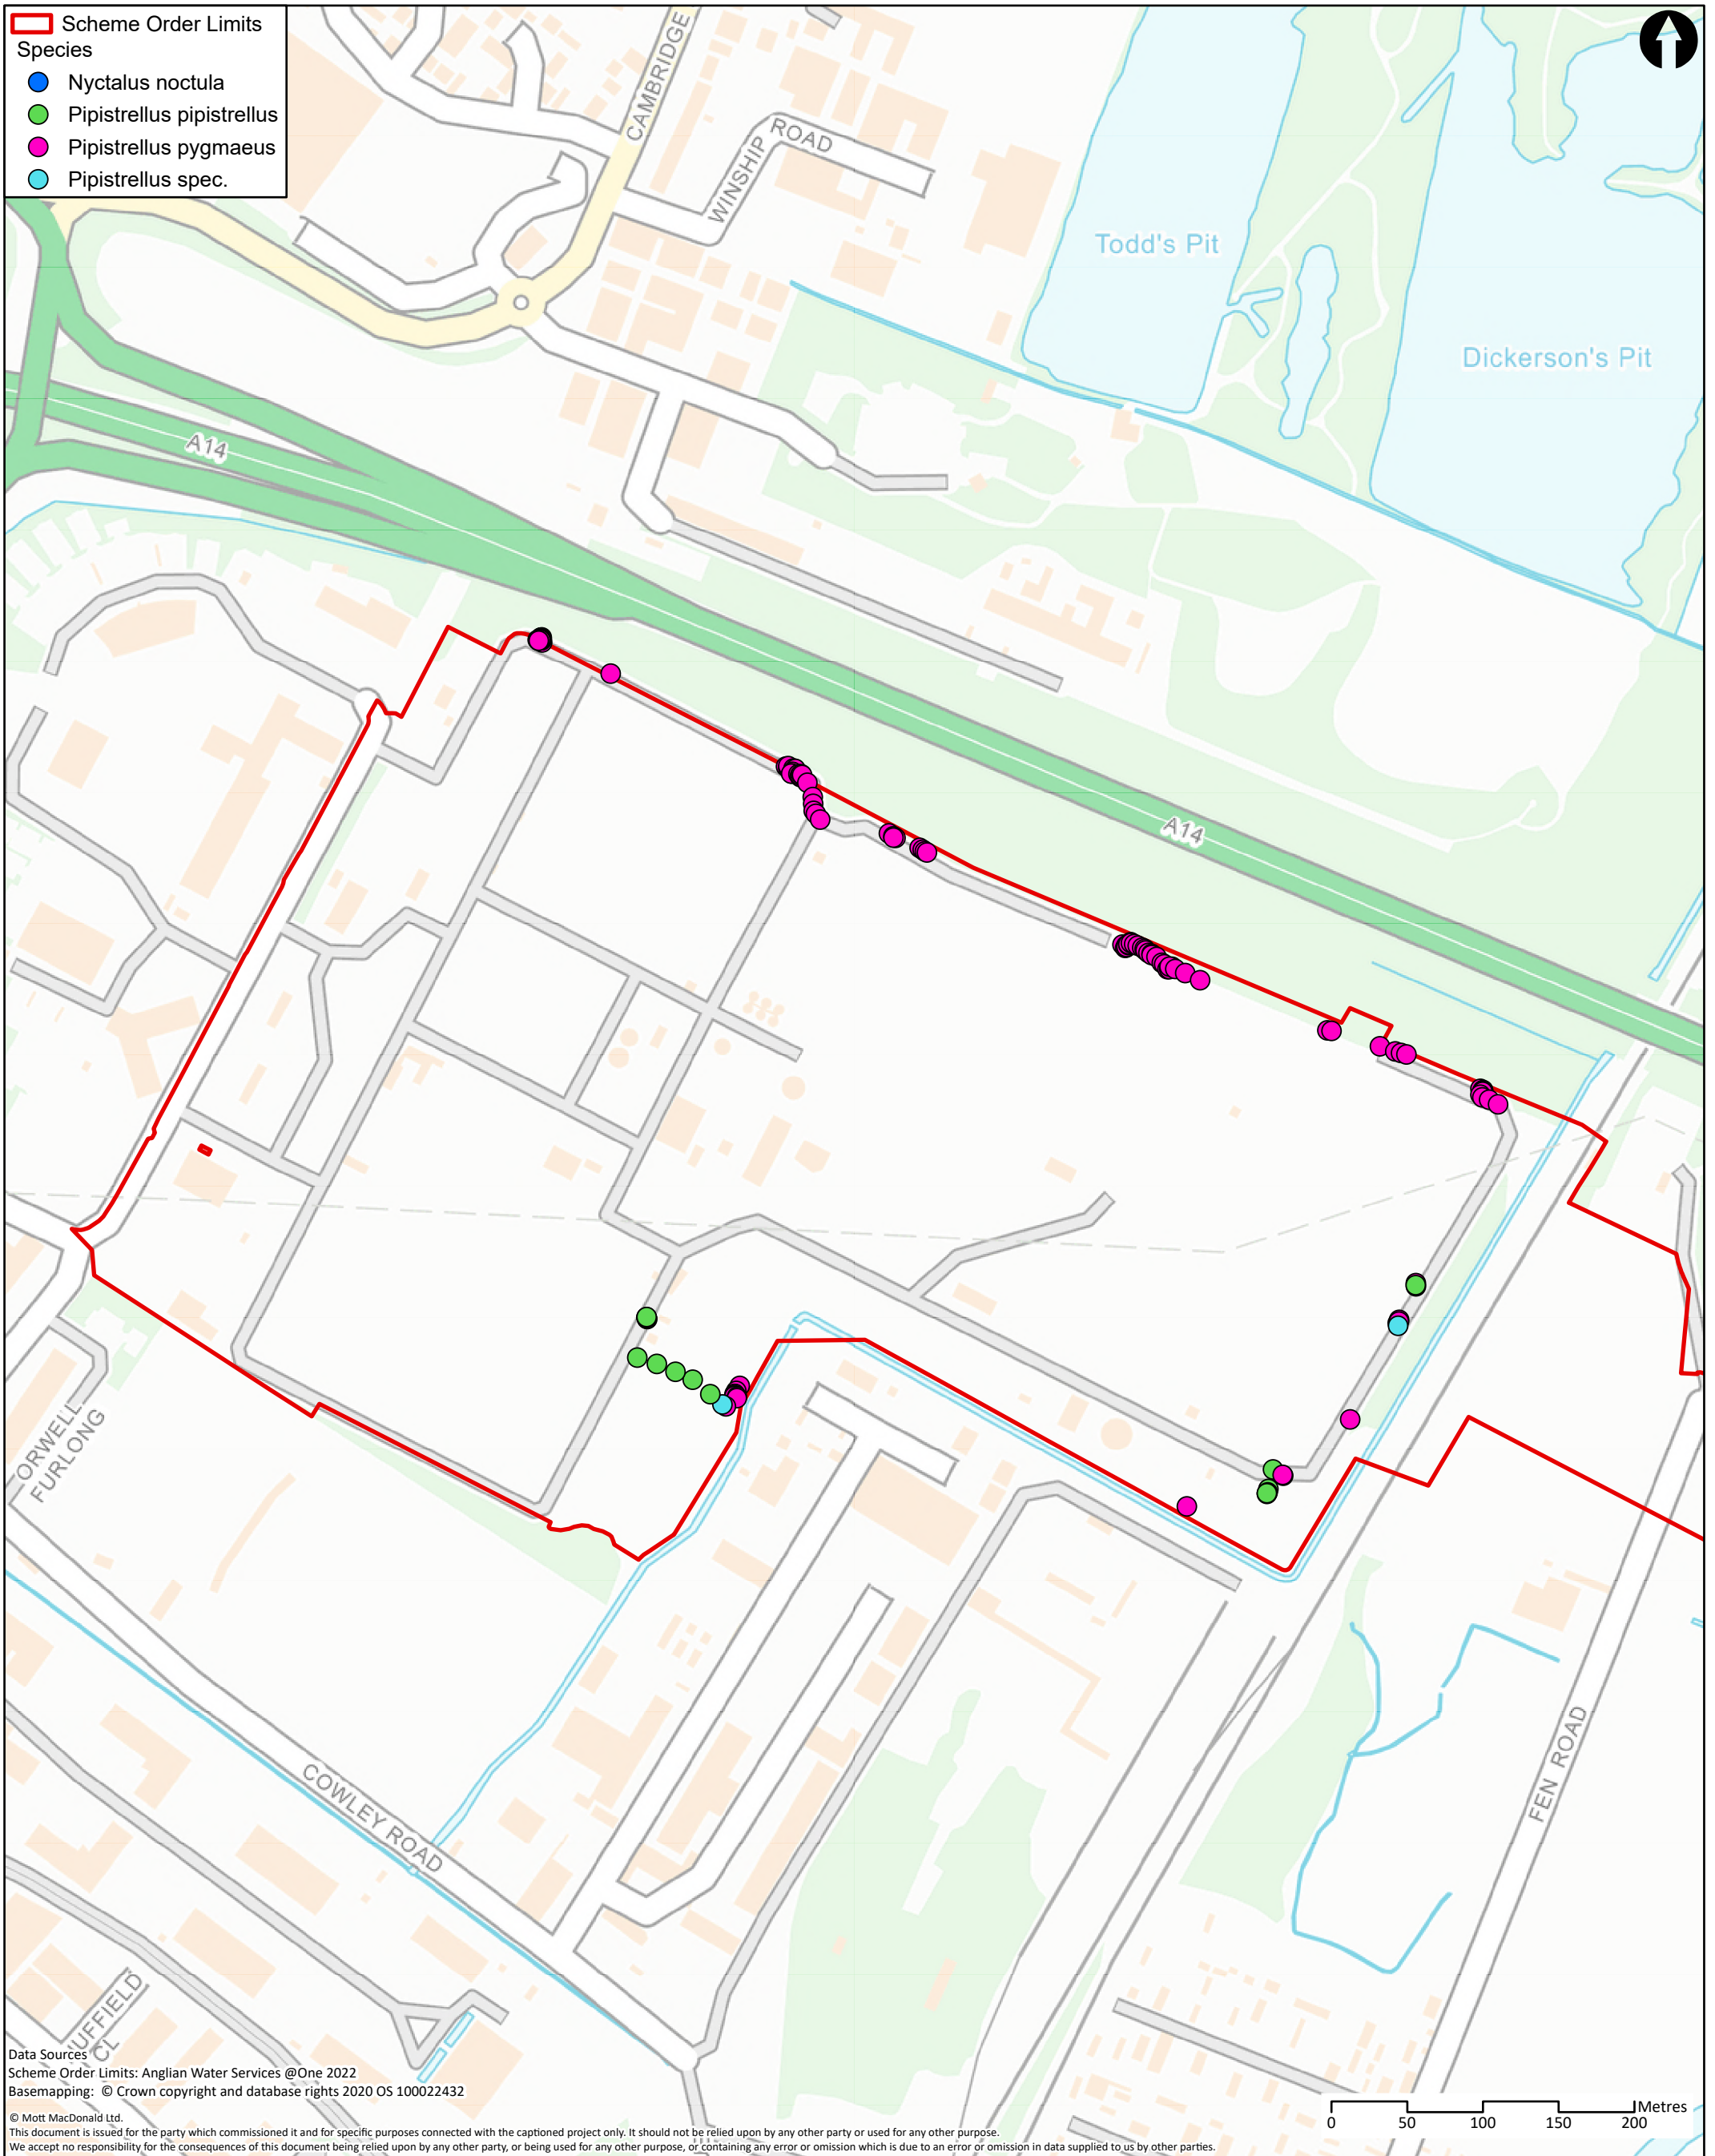 Scheme Order Limits
Species
Nyctalus noctula
Pipistrellus pipistrellus
Pipistrellus pygmaeus
Pipistrellus spec.
CAMBRIDGE
WINSHIP ROAD
Todd's Pit
Dickerson's Pit
A14
A14
ORWELL
FURLONG
COWLEY ROAD
FEN ROAD
UFFIELD
CL
Data Sources
Scheme Order Limits: Anglian Water Services @One 2022
Basemapping: © Crown copyright and database rights 2020 OS 100022432
© Mott MacDonald Ltd.
This document is issued for the party which commissioned it and for specific purposes connected with the captioned project only. It should not be relied upon by any other party or used for any other purpose.
We accept no responsibility for the consequences of this document being relied upon by any other party, or being used for any other purpose, or containing any error or omission which is due to an error or omission in data supplied to us by other parties.
Metres
0 50 100 150 200